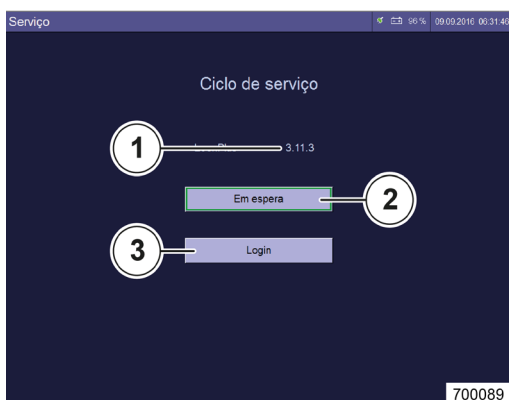 Serviço 96 % 09.09.2016 06:31:46
Ciclo de serviço
1 3.11.3
Em espera 2
3 Login
700089